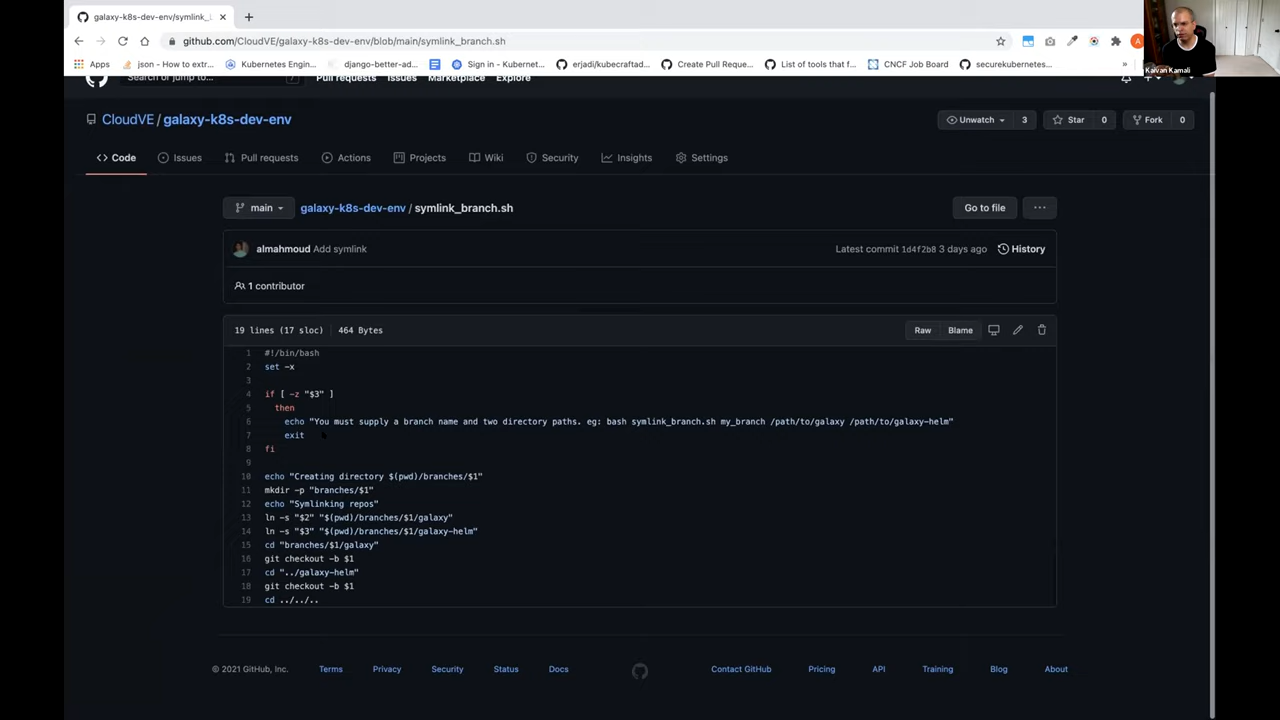 galaxy-k8s-dev-env/symlink_
github.com/CloudVE/galaxy-k8s-dev-env/blob/main/symlink_branch.sh
Apps
json - How to extr...
Kubernetes Engin...
django-better-ad...
Sign in - Kubernet...
erjadi/kubecraftad...
Create Pull Reque...
List of tools that f...
CNCF Job Board
securekubernetes...
»
Kaivan Kamali
Search or jump to...
/
Pull requests
Issues
Marketplace
Explore
CloudVE / galaxy-k8s-dev-env
Unwatch
3
Star
0
Fork
0
Code
Issues
Pull requests
Actions
Projects
Wiki
Security
Insights
Settings
main
galaxy-k8s-dev-env / symlink_branch.sh
Go to file
...
almahmoud Add symlink
Latest commit 1d4f2b8 3 days ago
History
1 contributor
19 lines (17 sloc) 464 Bytes
Raw
Blame
1 #!/bin/bash
2 set -x
3
4 if [ -z "$3" ]
5 then
6 echo "You must supply a branch name and two directory paths. eg: bash symlink_branch.sh my_branch /path/to/galaxy /path/to/galaxy-helm"
7 exit
8 fi
9
10 echo "Creating directory $(pwd)/branches/$1"
11 mkdir -p "branches/$1"
12 echo "Symlinking repos"
13 ln -s "$2" "$(pwd)/branches/$1/galaxy"
14 ln -s "$3" "$(pwd)/branches/$1/galaxy-helm"
15 cd "branches/$1/galaxy"
16 git checkout -b $1
17 cd "../galaxy-helm"
18 git checkout -b $1
19 cd ../../..
© 2021 GitHub, Inc.
Terms
Privacy
Security
Status
Docs
Contact GitHub
Pricing
API
Training
Blog
About